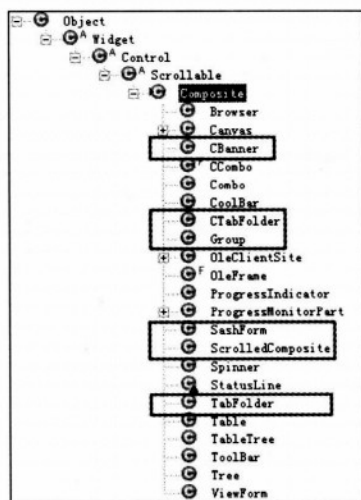 Object
A Widget
A Control
A Scrollable
Composite
Browser
Canvas
CBanner
F CCombo
Combo
CoolBar
CTabFolder
Group
OleClientSite
F OleFrame
ProgressIndicator
ProgressMonitorPart
SashForm
ScrolledComposite
Spinner
StatusLine
TabFolder
Table
TableTree
ToolBar
Tree
ViewForm